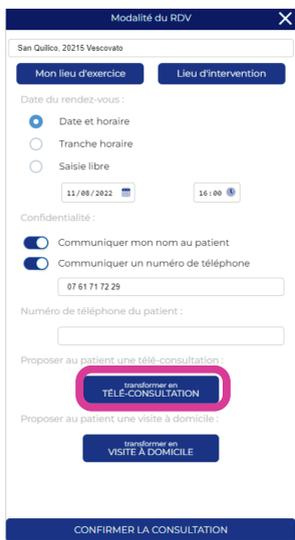 Modalité du RDV
San Quilico, 20215 Vescovato
Mon lieu d'exercice
Lieu d'intervention
Date du rendez-vous :
Date et horaire
Tranche horaire
Saisie libre
11/08/2022
16:00
Confidentialité :
Communiquer mon nom au patient
Communiquer un numéro de téléphone
07 61 71 72 29
Numéro de téléphone du patient :
Proposer au patient une télé-consultation :
transformer en
TÉLÉ-CONSULTATION
Proposer au patient une visite à domicile :
transformer en
VISITE À DOMICILE
CONFIRMER LA CONSULTATION